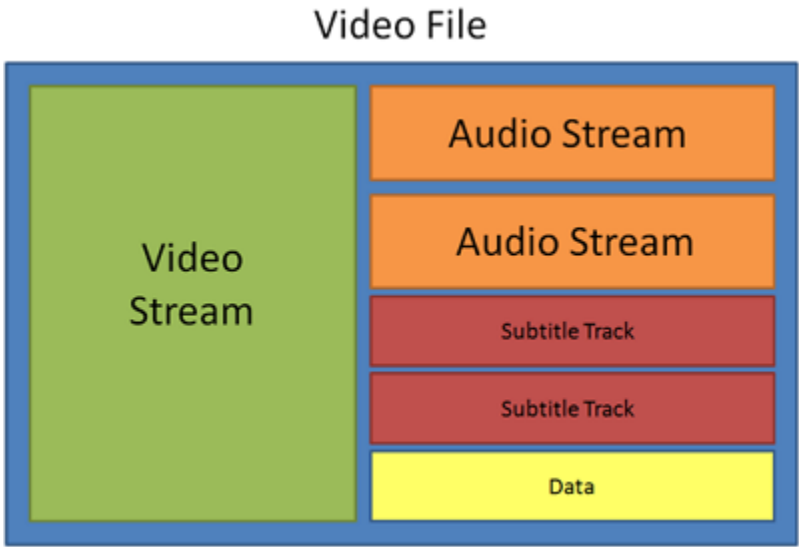 Video File
Video
Stream
Audio Stream
Audio Stream
Subtitle Track
Subtitle Track
Data